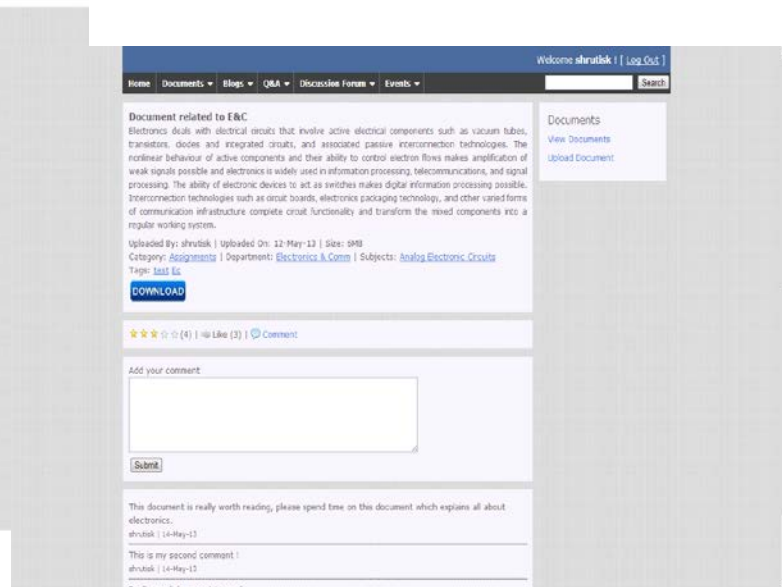 Welcome shrutisk ! [ Log Out ]
Home Documents Blogs Q&A Discussion Forum Events Search
Document related to E&C
Electronics deals with electrical circuits that involve active electrical components such as vacuum tubes,
transistors, diodes and integrated circuits, and associated passive interconnection technologies. The
nonlinear behaviour of active components and their ability to control electron flows makes amplification of
weak signals possible and electronics is widely used in information processing, telecommunications, and signal
processing. The ability of electronic devices to act as switches makes digital information processing possible.
Interconnection technologies such as circuit boards, electronics packaging technology, and other varied forms
of communication infrastructure complete circuit functionality and transform the mixed components into a
regular working system.
Uploaded By: shrutisk | Uploaded On: 12-May-13 | Size: 6MB
Category: Assignments | Department: Electronics & Comm | Subjects: Analog Electronic Circuits
Tags: test Ec
DOWNLOAD
(4) | Like (3) | Comment
Add your comment
Submit
This document is really worth reading, please spend time on this document which explains all about
electronics.
shrutisk | 14-May-13
This is my second comment !
shrutisk | 14-May-13
Documents
View Documents
Upload Document